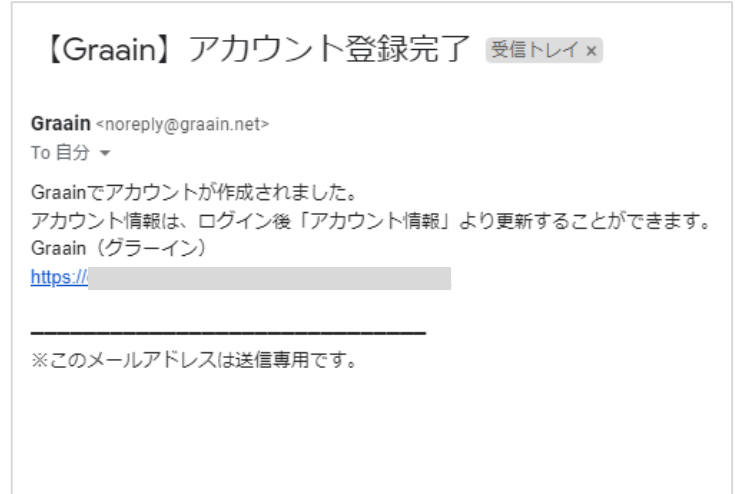 【Graain】アカウント登録完了 受信トレイ ×
Graain <noreply@graain.net>
To 自分
Graainでアカウントが作成されました。
アカウント情報は、ログイン後「アカウント情報」より更新することができます。
Graain（グラーイン）
https://
※このメールアドレスは送信専用です。